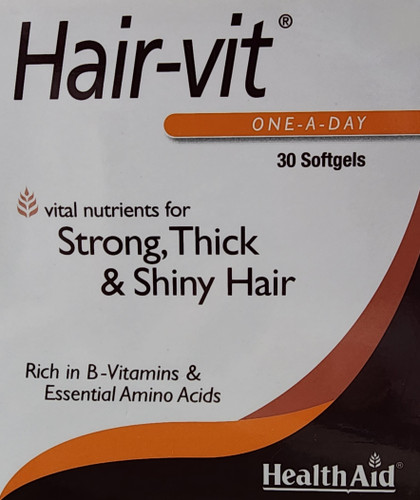 Hair-vit®
ONE-A-DAY
30 Softgels
vital nutrients for
Strong, Thick
& Shiny Hair
Rich in B-Vitamins &
Essential Amino Acids
HealthAid®